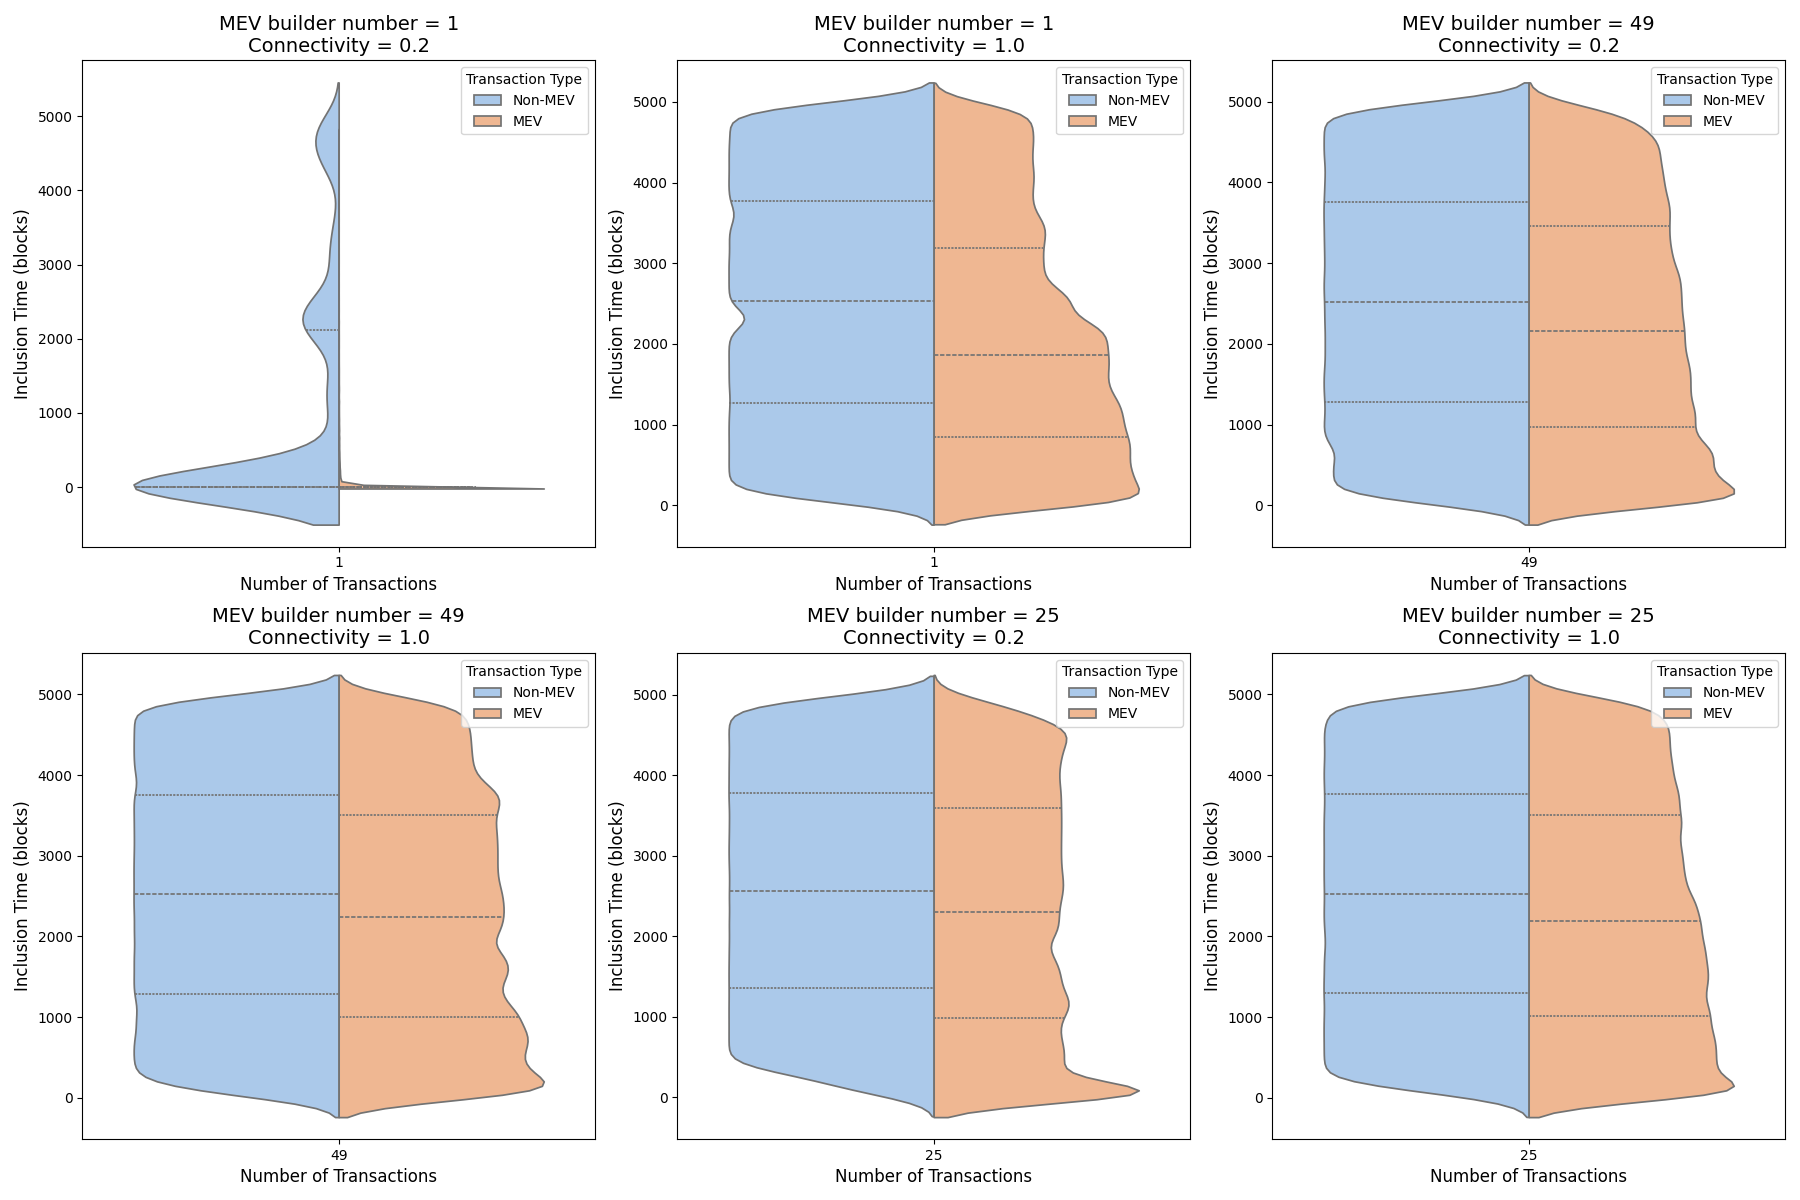 MEV builder number = 1
Connectivity = 0.2
Inclusion Time (blocks)
5000
4000
3000
2000
1000
0
Transaction Type
Non-MEV
MEV
1
Number of Transactions
MEV builder number = 1
Connectivity = 1.0
Inclusion Time (blocks)
5000
4000
3000
2000
1000
0
Transaction Type
Non-MEV
MEV
1
Number of Transactions
MEV builder number = 49
Connectivity = 0.2
Inclusion Time (blocks)
5000
4000
3000
2000
1000
0
Transaction Type
Non-MEV
MEV
49
Number of Transactions
MEV builder number = 49
Connectivity = 1.0
Inclusion Time (blocks)
5000
4000
3000
2000
1000
0
Transaction Type
Non-MEV
MEV
49
Number of Transactions
MEV builder number = 25
Connectivity = 0.2
Inclusion Time (blocks)
5000
4000
3000
2000
1000
0
Transaction Type
Non-MEV
MEV
25
Number of Transactions
MEV builder number = 25
Connectivity = 1.0
Inclusion Time (blocks)
5000
4000
3000
2000
1000
0
Transaction Type
Non-MEV
MEV
25
Number of Transactions